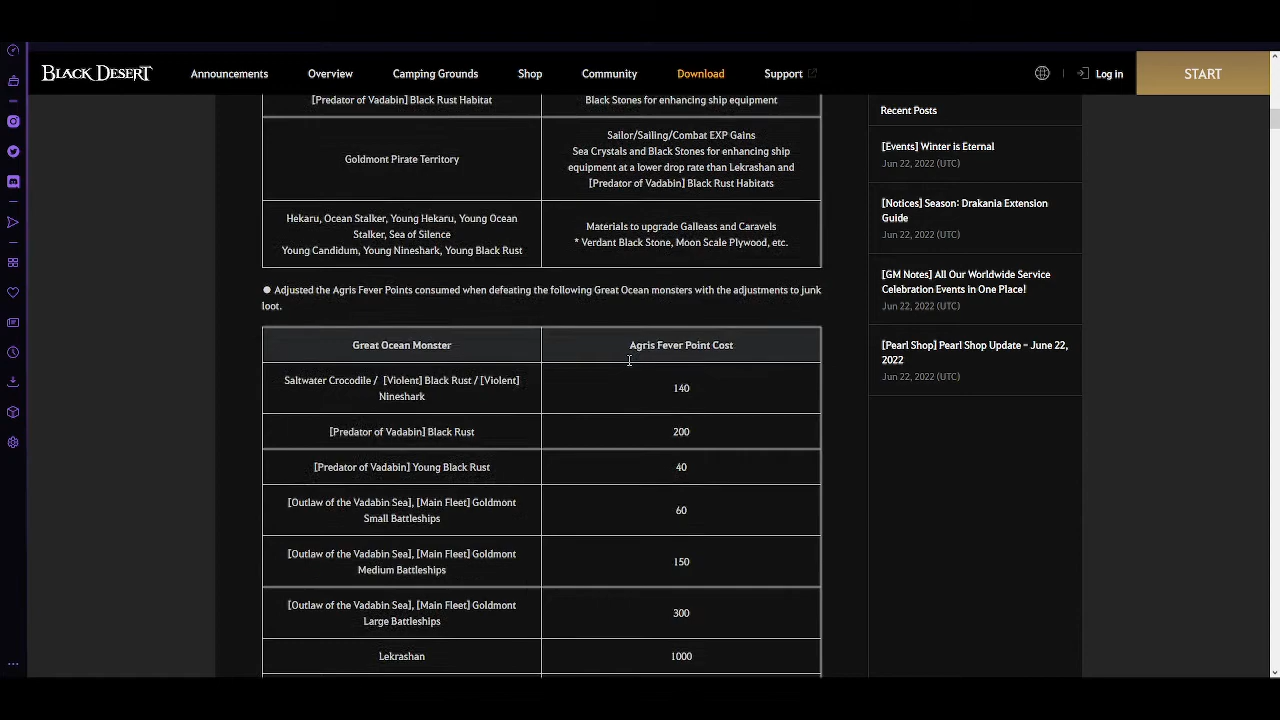 BLACK DESERT
Announcements
Overview
Camping Grounds
Shop
Community
Download
Support
Log in
START
[Predator of Vadabin] Black Rust Habitat
Black Stones for enhancing ship equipment
Goldmont Pirate Territory
Sailor/Sailing/Combat EXP Gains
Sea Crystals and Black Stones for enhancing ship
equipment at a lower drop rate than Lekrashan and
[Predator of Vadabin] Black Rust Habitats
Hekaru, Ocean Stalker, Young Hekaru, Young Ocean
Stalker, Sea of Silence
Young Candidum, Young Nineshark, Young Black Rust
Materials to upgrade Galleass and Caravels
* Verdant Black Stone, Moon Scale Plywood, etc.
● Adjusted the Agris Fever Points consumed when defeating the following Great Ocean monsters with the adjustments to junk
loot.
Great Ocean Monster
Agris Fever Point Cost
Saltwater Crocodile / [Violent] Black Rust / [Violent]
Nineshark
140
[Predator of Vadabin] Black Rust
200
[Predator of Vadabin] Young Black Rust
40
[Outlaw of the Vadabin Sea], [Main Fleet] Goldmont
Small Battleships
60
[Outlaw of the Vadabin Sea], [Main Fleet] Goldmont
Medium Battleships
150
[Outlaw of the Vadabin Sea], [Main Fleet] Goldmont
Large Battleships
300
Lekrashan
1000
Recent Posts
[Events] Winter is Eternal
Jun 22, 2022 (UTC)
[Notices] Season: Drakania Extension
Guide
Jun 22, 2022 (UTC)
[GM Notes] All Our Worldwide Service
Celebration Events in One Place!
Jun 22, 2022 (UTC)
[Pearl Shop] Pearl Shop Update – June 22,
2022
Jun 22, 2022 (UTC)